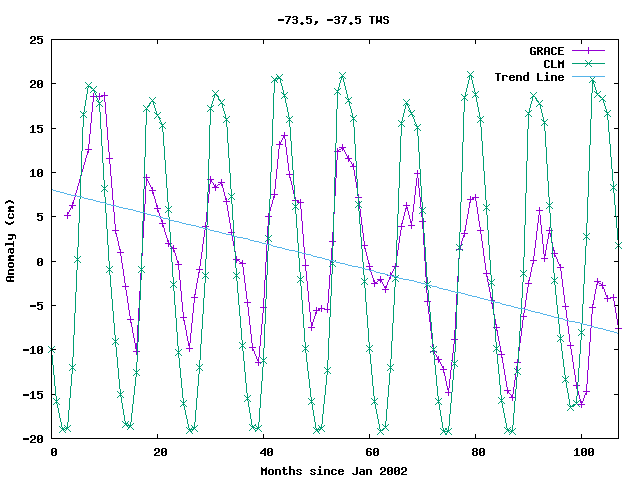 -73.5, -37.5 TWS
GRACE
CLM
Trend Line
25
20
15
10
5
0
-5
-10
-15
-20
Anomaly (cm)
0 20 40 60 80 100
Months since Jan 2002